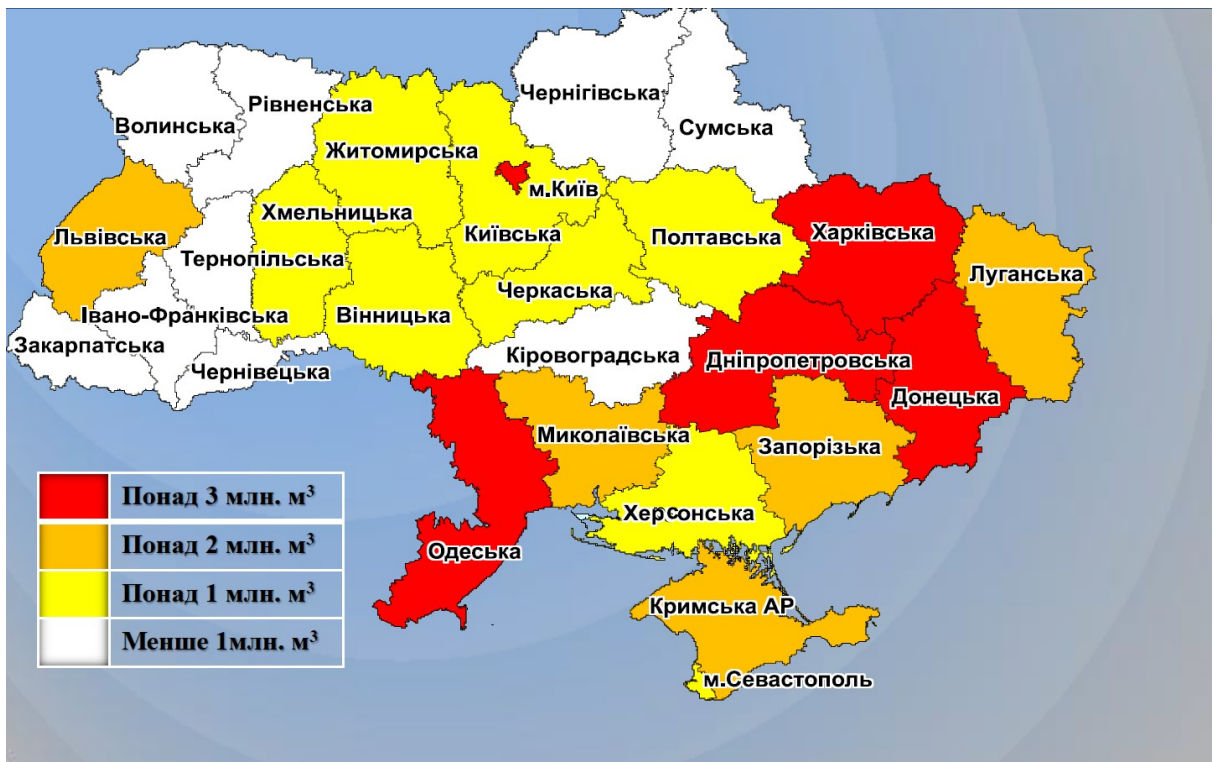 Чернігівська
Рівненська
Волинська
Сумська
Житомирська
м.Київ
Хмельницька
Львівська
Київська
Полтавська
Харківська
Тернопільська
Луганська
Черкаська
Івано-Франківська
Вінницька
Закарпатська
Кіровоградська
Дніпропетровська
Чернівецька
Донецька
Миколаївська
Запорізька
Херсонська
Одеська
Кримська АР
м.Севастополь
Понад 3 млн. м³
Понад 2 млн. м³
Понад 1 млн. м³
Менше 1млн. м³